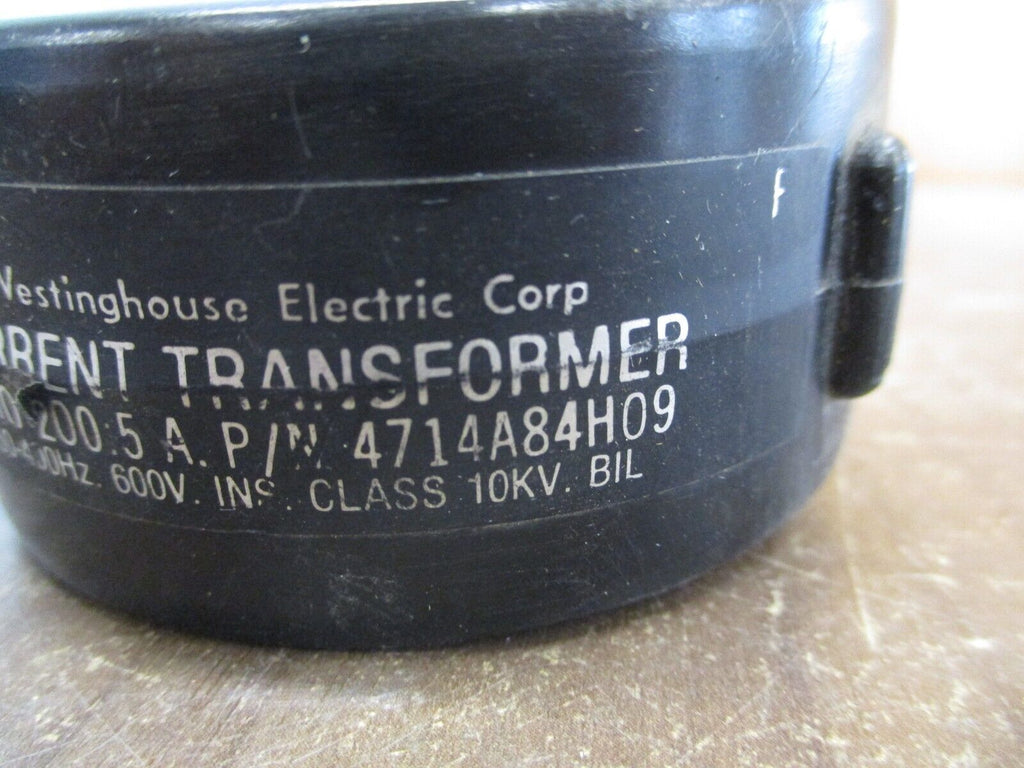 F
Westinghouse Electric Corp
RRENT TRANSFORMER
200:5 A. P/N 4714A84H09
600V. INS. CLASS 10KV. BIL